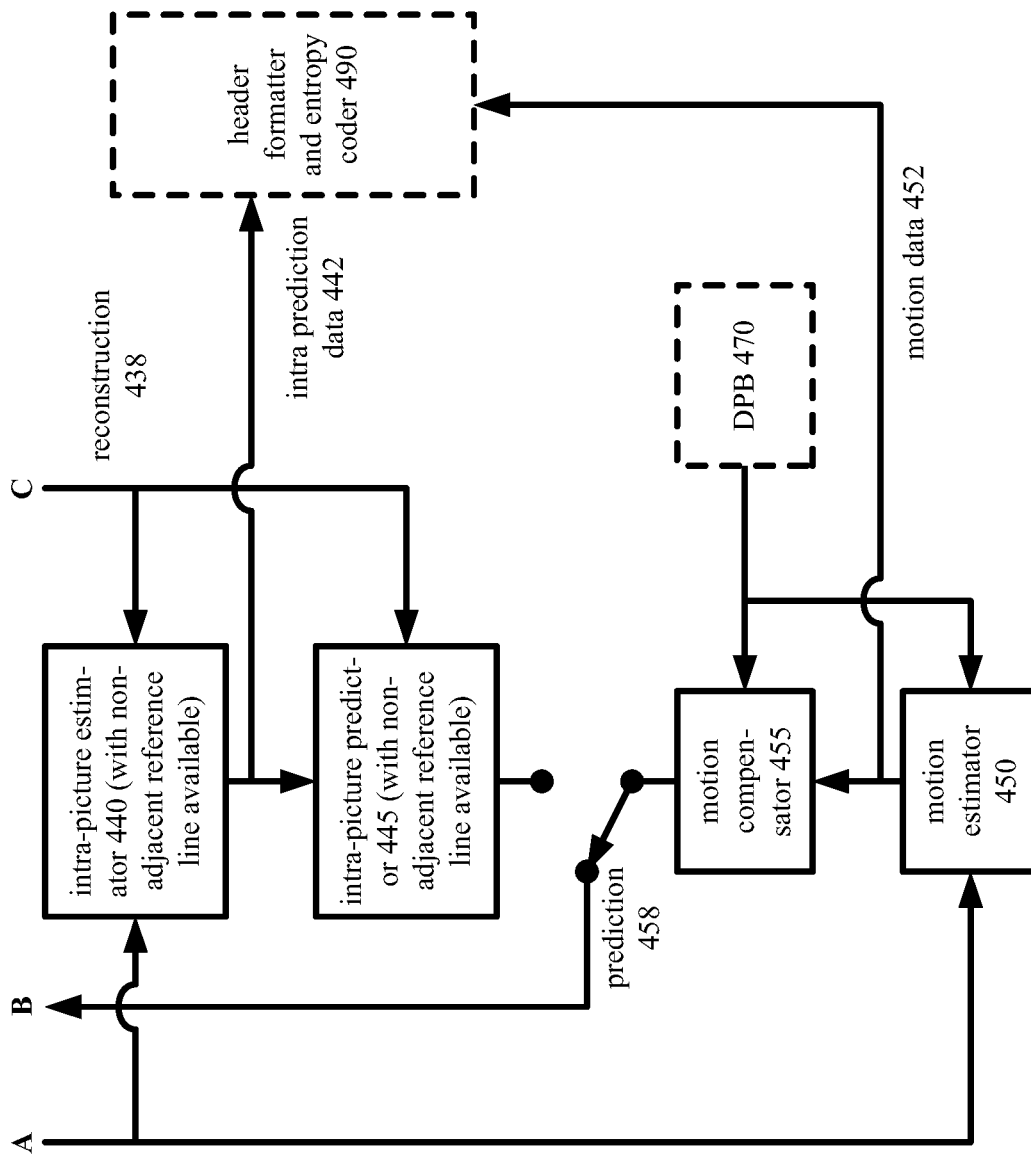 A
B
C
reconstruction
438
intra-picture estim-
ator 440 (with non-
adjacent reference
line available)
header
formatter
and entropy
coder 490
intra prediction
data 442
intra-picture predict-
or 445 (with non-
adjacent reference
line available)
prediction
458
motion
compen-
sator 455
DPB 470
motion
estimator
450
motion data 452